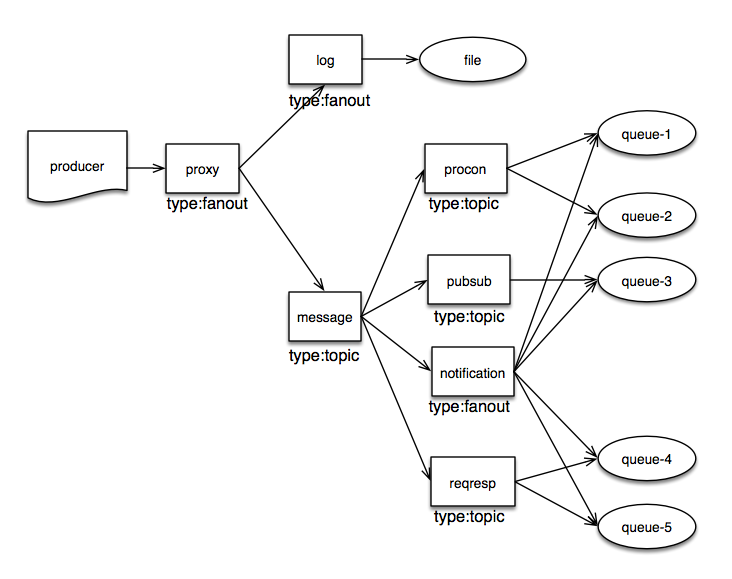 log
file
type:fanout
queue-1
producer
proxy
procon
type:fanout
type:topic
queue-2
pubsub
queue-3
message
type:topic
type:topic
notification
type:fanout
queue-4
reqresp
type:topic
queue-5